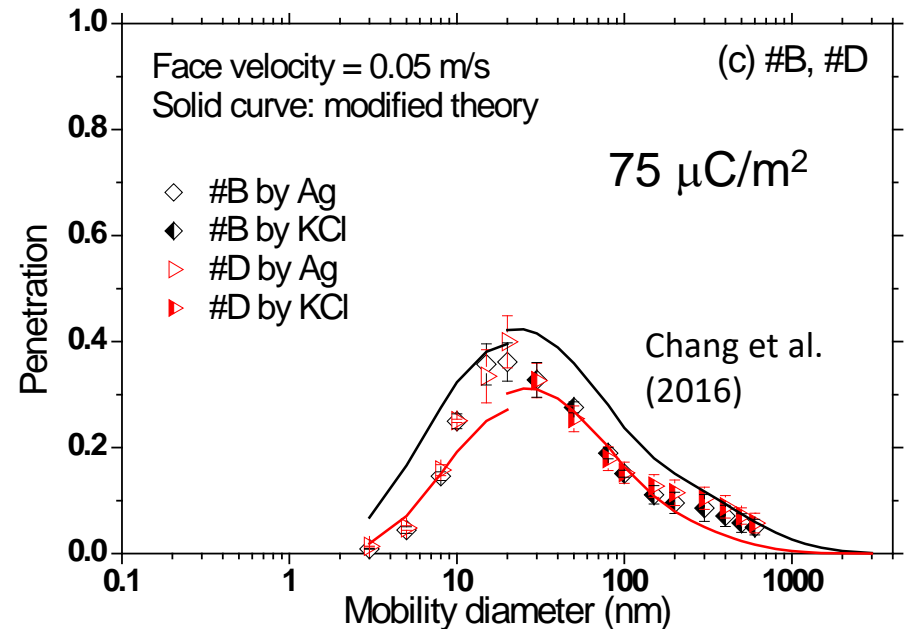 Face velocity = 0.05 m/s
Solid curve: modified theory
(c) #B, #D
75 μC/m²
#B by Ag
#B by KCl
#D by Ag
#D by KCl
Chang et al.
(2016)
Penetration
1.0
0.8
0.6
0.4
0.2
0.0
0.1 1 10 100 1000
Mobility diameter (nm)